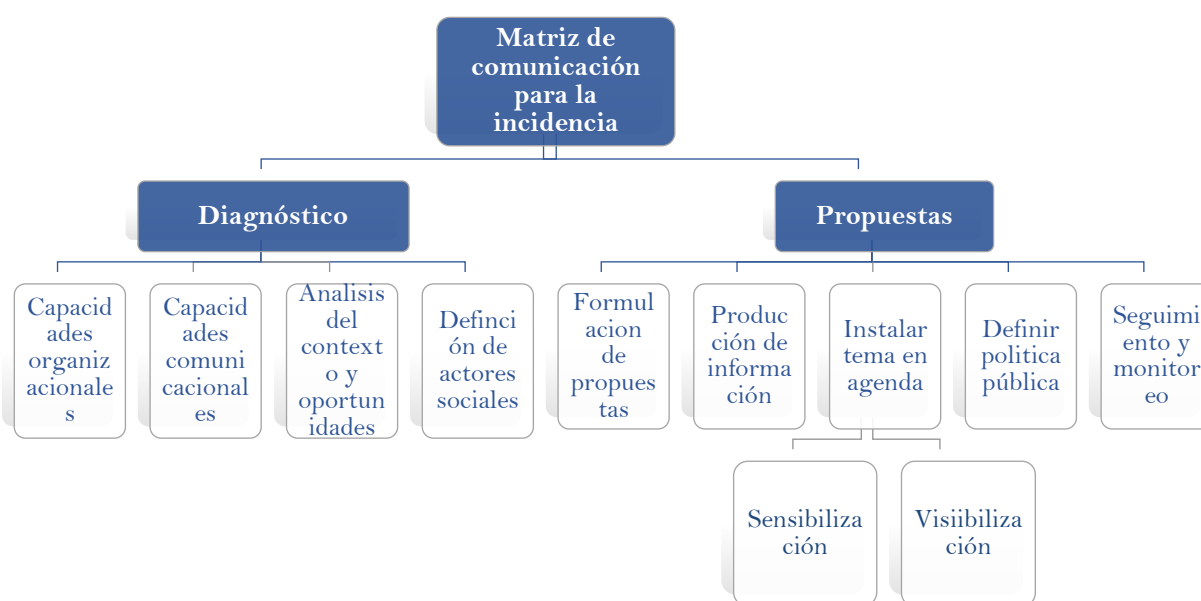 Matriz de
comunicación
para la
incidencia
Diagnóstico
Propuestas
Capacid
ades
organiz
acionale
s
Capacid
ades
comuni
cacional
es
Analisis
del
context
o y
oportun
idades
Definci
ón de
actores
sociales
Formul
acion
de
propues
tas
Produc
ción de
informa
ción
Instalar
tema en
agenda
Definir
politica
pública
Seguimi
ento y
monitor
eo
Sensibiliza
ción
Visiibiliza
ción